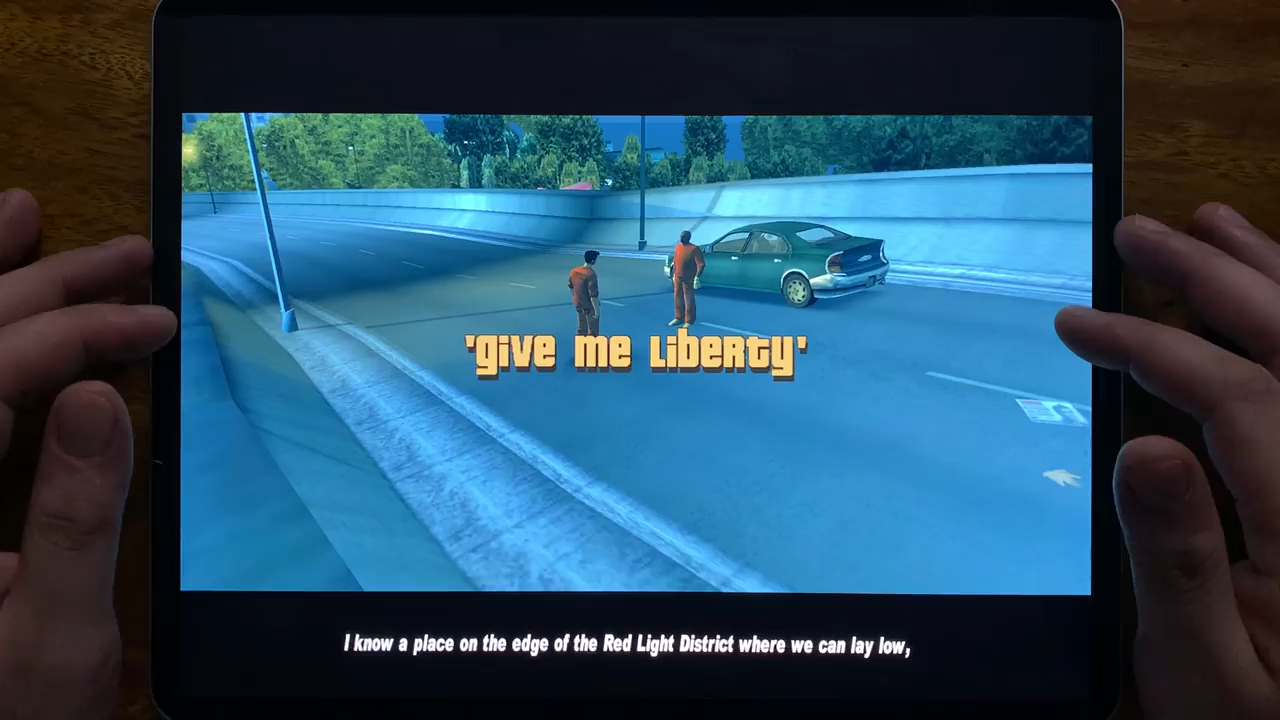 'give me liberty'
I know a place on the edge of the Red Light District where we can lay low,